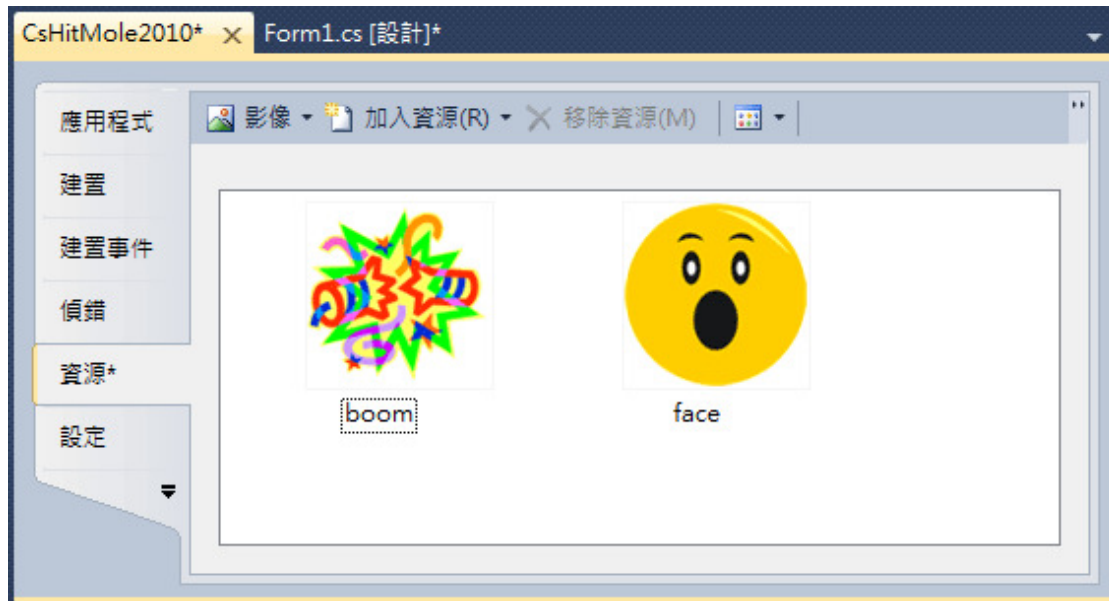 CsHitMole2010* Form1.cs [設計]*
影像 加入資源(R) 移除資源(M)
應用程式
建置
建置事件
偵錯
資源*
設定
boom face